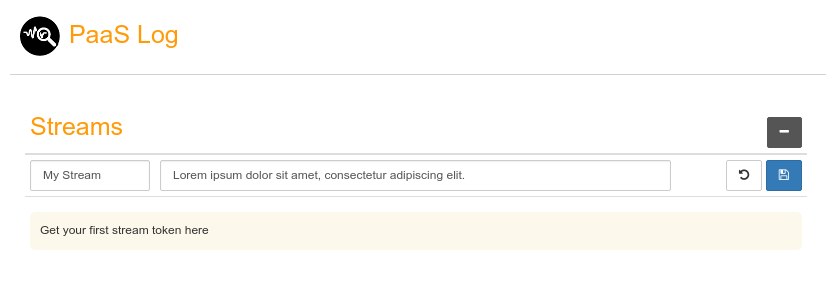 PaaS Log
Streams
My Stream
Lorem ipsum dolor sit amet, consectetur adipiscing elit.
Get your first stream token here